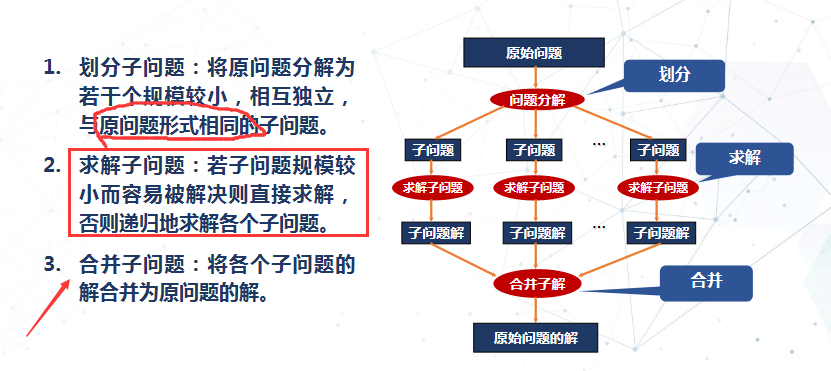 1. 划分子问题：将原问题分解为
若干个规模较小，相互独立，
与原问题形式相同的子问题。
2. 求解子问题：若子问题规模较
小而容易被解决则直接求解，
否则递归地求解各个子问题。
3. 合并子问题：将各个子问题的
解合并为原问题的解。
原始问题
划分
问题分解
子问题 子问题 … 子问题
求解
求解子问题 求解子问题 求解子问题
子问题解 子问题解 … 子问题解
合并
合并子解
原始问题的解